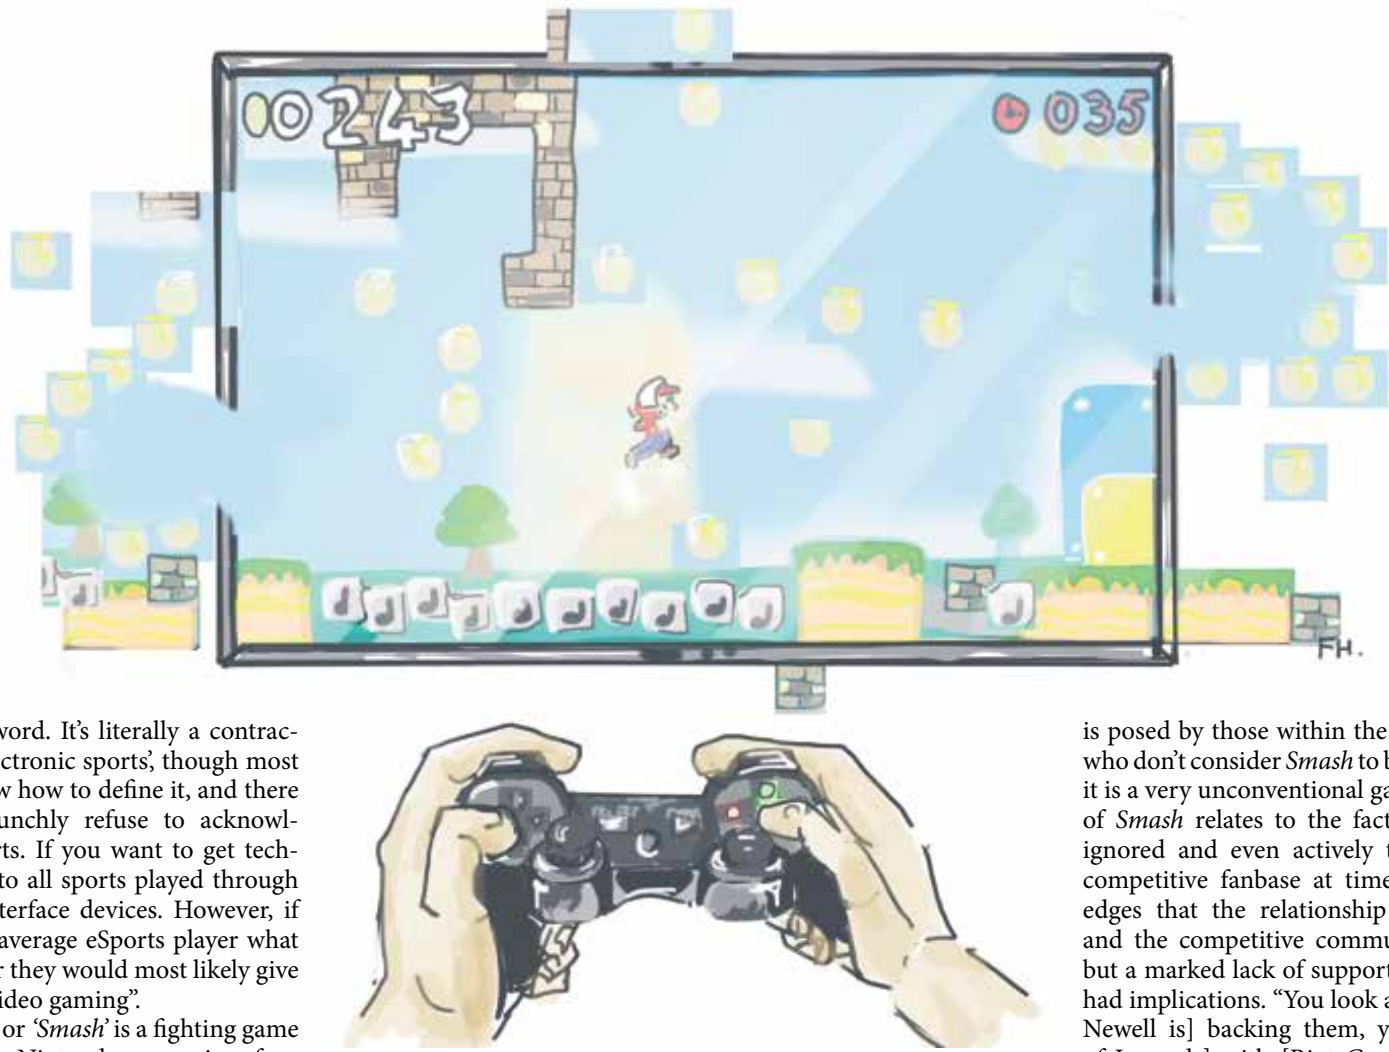 0243
035
FH.
word. It's literally a contrac-
ctronic sports', though most
w how to define it, and there
unchly refuse to acknowl-
rts. If you want to get tech-
to all sports played through
terface devices. However, if
average eSports player what
r they would most likely give
video gaming".
or 'Smash' is a fighting game
is posed by those within the
who don't consider Smash to b
it is a very unconventional ga
of Smash relates to the fact
ignored and even actively t
competitive fanbase at time
edges that the relationship
and the competitive commu
but a marked lack of support
had implications. "You look a
Newell is] backing them, y